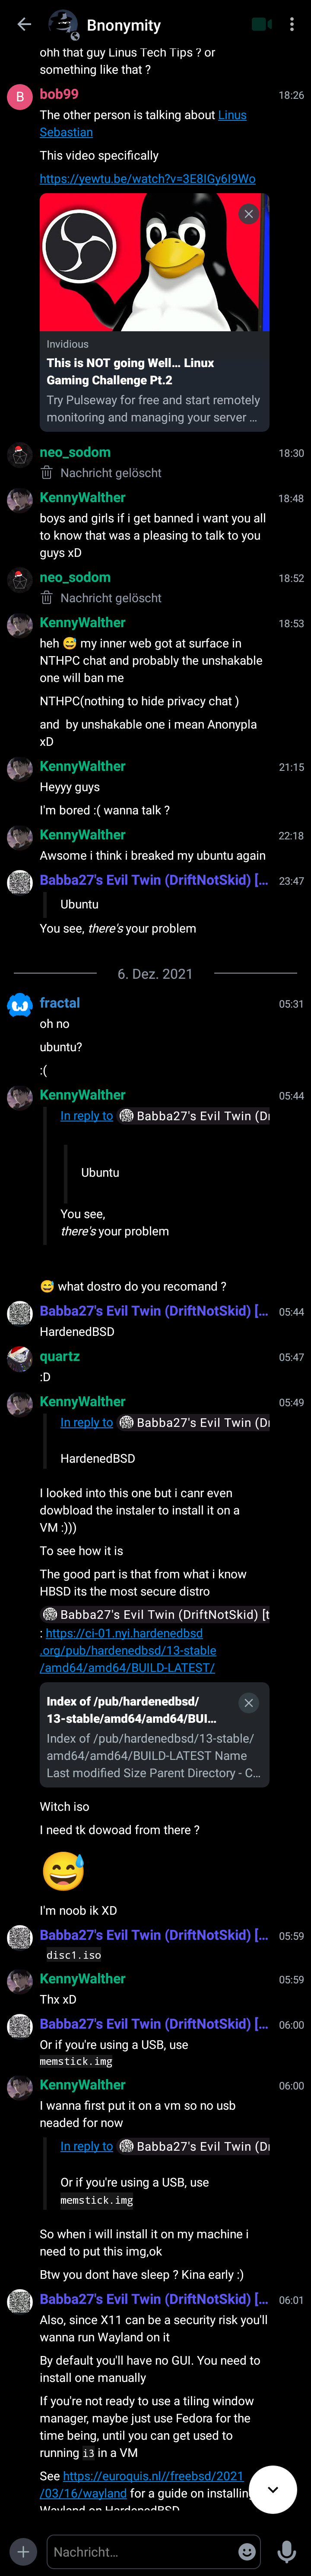 Bnonymity
ohh that guy Linus Tech Tips ? or
something like that ?
B
bob99
18:26
The other person is talking about Linus
Sebastian
This video specifically
https://yewtu.be/watch?v=3E8IGy6I9Wo
Invidious
This is NOT going Well... Linux
Gaming Challenge Pt.2
Try Pulseway for free and start remotely
monitoring and managing your server ...
neo_sodom
18:30
Nachricht gelöscht
KennyWalther
18:48
boys and girls if i get banned i want you all
to know that was a pleasing to talk to you
guys xD
neo_sodom
18:52
Nachricht gelöscht
KennyWalther
18:53
heh 😅 my inner web got at surface in
NTHPC chat and probably the unshakable
one will ban me
NTHPC(nothing to hide privacy chat )
and by unshakable one i mean Anonypla
xD
KennyWalther
21:15
Heyyy guys
I'm bored :( wanna talk ?
KennyWalther
22:18
Awsome i think i breaked my ubuntu again
Babba27's Evil Twin (DriftNotSkid) [...
23:47
Ubuntu
You see, there's your problem
6. Dez. 2021
fractal
05:31
oh no
ubuntu?
:(
KennyWalther
05:44
In reply to Babba27's Evil Twin (Dr
Ubuntu
You see,
there's your problem
😅 what dostro do you recomand ?
Babba27's Evil Twin (DriftNotSkid) [...
05:44
HardenedBSD
quartz
05:47
:D
KennyWalther
05:49
In reply to Babba27's Evil Twin (Dr
HardenedBSD
I looked into this one but i canr even
dowbload the instaler to install it on a
VM :)))
To see how it is
The good part is that from what i know
HBSD its the most secure distro
Babba27's Evil Twin (DriftNotSkid) [t
: https://ci-01.nyi.hardenedbsd
.org/pub/hardenedbsd/13-stable
/amd64/amd64/BUILD-LATEST/
Index of /pub/hardenedbsd/
13-stable/amd64/amd64/BUI...
Index of /pub/hardenedbsd/13-stable/
amd64/amd64/BUILD-LATEST Name
Last modified Size Parent Directory - C...
Witch iso
I need tk dowoad from there ?
😅
I'm noob ik XD
Babba27's Evil Twin (DriftNotSkid) [...
05:59
disc1.iso
KennyWalther
05:59
Thx xD
Babba27's Evil Twin (DriftNotSkid) [...
06:00
Or if you're using a USB, use
memstick.img
KennyWalther
06:00
I wanna first put it on a vm so no usb
neaded for now
In reply to Babba27's Evil Twin (Dr
Or if you're using a USB, use
memstick.img
So when i will install it on my machine i
need to put this img,ok
Btw you dont have sleep ? Kina early :)
Babba27's Evil Twin (DriftNotSkid) [...
06:01
Also, since X11 can be a security risk you'll
wanna run Wayland on it
By default you'll have no GUI. You need to
install one manually
If you're not ready to use a tiling window
manager, maybe just use Fedora for the
time being, until you can get used to
running i3 in a VM
See https://euroquis.nl//freebsd/2021
/03/16/wayland for a guide on installing
Wayland on HardenedBSD
Nachricht...